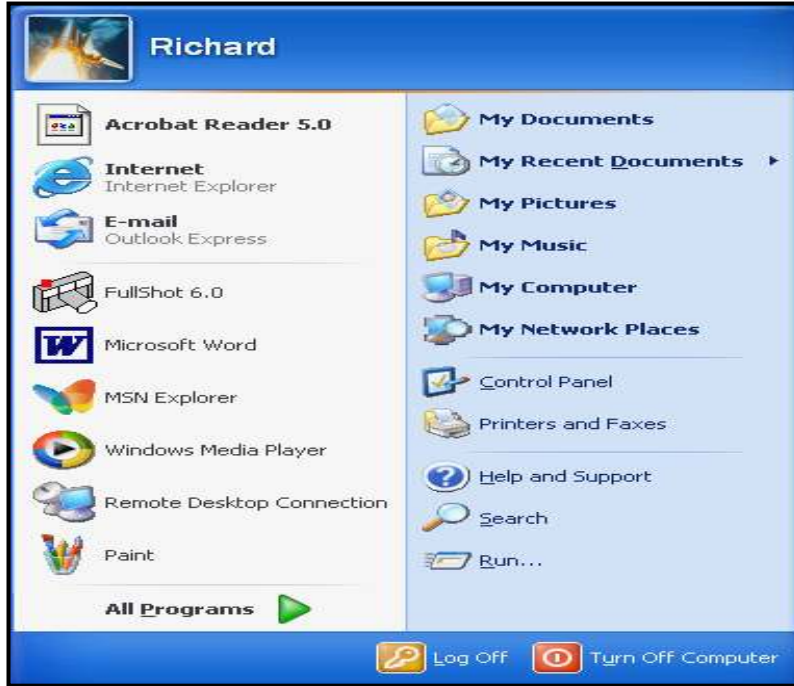 Richard
Acrobat Reader 5.0
Internet
Internet Explorer
E-mail
Outlook Express
FullShot 6.0
Microsoft Word
MSN Explorer
Windows Media Player
Remote Desktop Connection
Paint
All Programs
My Documents
My Recent Documents
My Pictures
My Music
My Computer
My Network Places
Control Panel
Printers and Faxes
Help and Support
Search
Run...
Log Off
Turn Off Computer